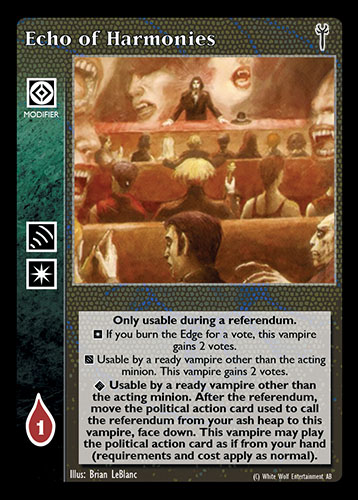 Echo of Harmonies
MODIFIER
Only usable during a referendum.
If you burn the Edge for a vote, this vampire
gains 2 votes.
Usable by a ready vampire other than the acting
minion. This vampire gains 2 votes.
Usable by a ready vampire other than
the acting minion. After the referendum,
move the political action card used to call
the referendum from your ash heap to this
vampire, face down. This vampire may play
the political action card as if from your hand
(requirements and cost apply as normal).
1
Illus: Brian LeBlanc
(C) White Wolf Entertainment AB